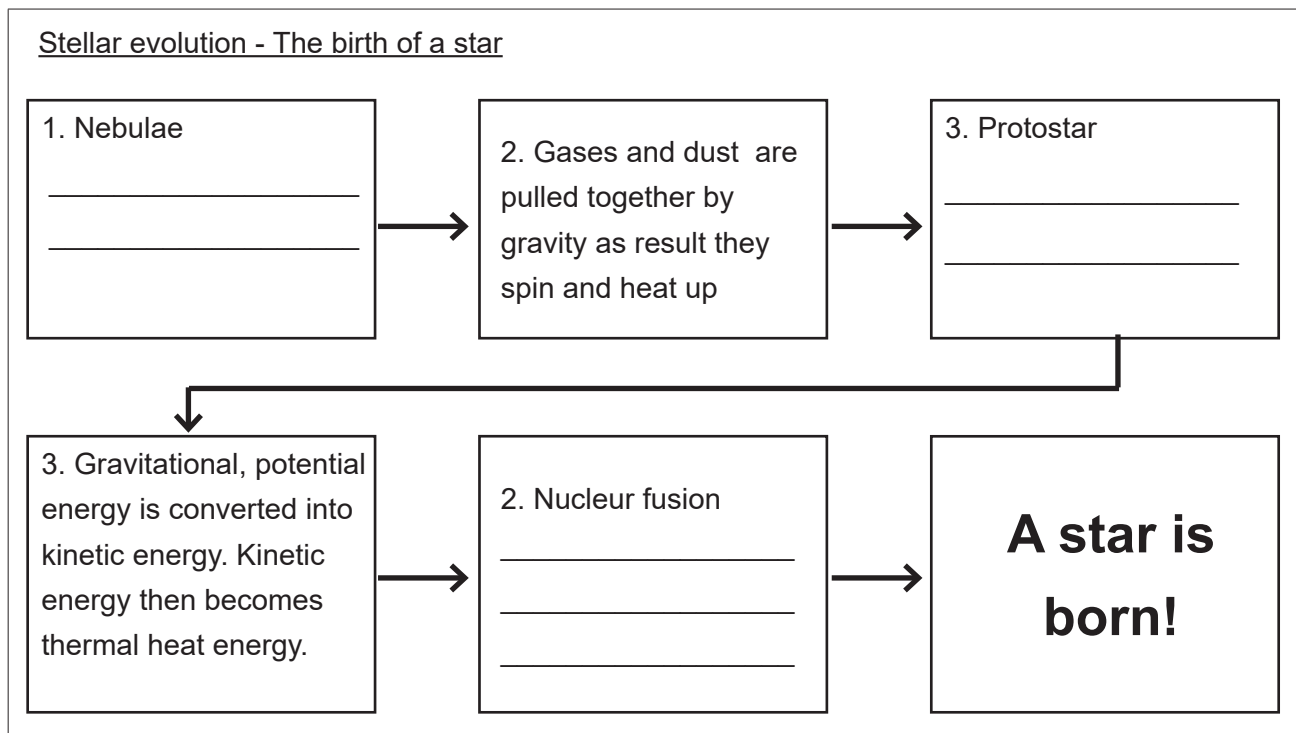 Stellar evolution - The birth of a star
1. Nebulae
2. Gases and dust are
pulled together by
gravity as result they
spin and heat up
3. Protostar
3. Gravitational, potential
energy is converted into
kinetic energy. Kinetic
energy then becomes
thermal heat energy.
2. Nucleur fusion
A star is
born!